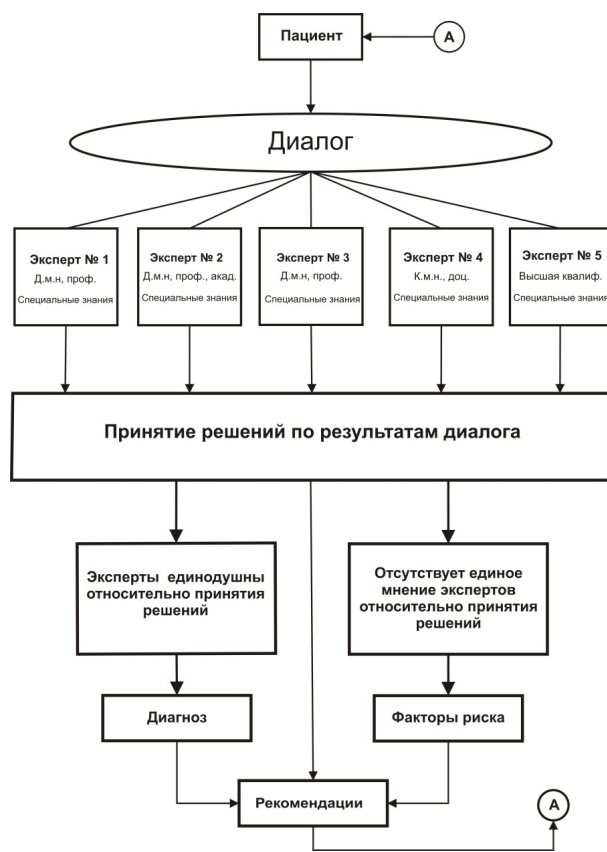 Пациент
А
Диалог
Эксперт № 1
Д.м.н, проф.
Специальные знания
Эксперт № 2
Д.м.н, проф., акад.
Специальные знания
Эксперт № 3
Д.м.н, проф.
Специальные знания
Эксперт № 4
К.м.н., доц.
Специальные знания
Эксперт № 5
Высшая квалиф.
Специальные знания
Принятие решений по результатам диалога
Эксперты единодушны
относительно принятия
решений
Отсутствует единое
мнение экспертов
относительно принятия
решений
Диагноз
Факторы риска
Рекомендации
А